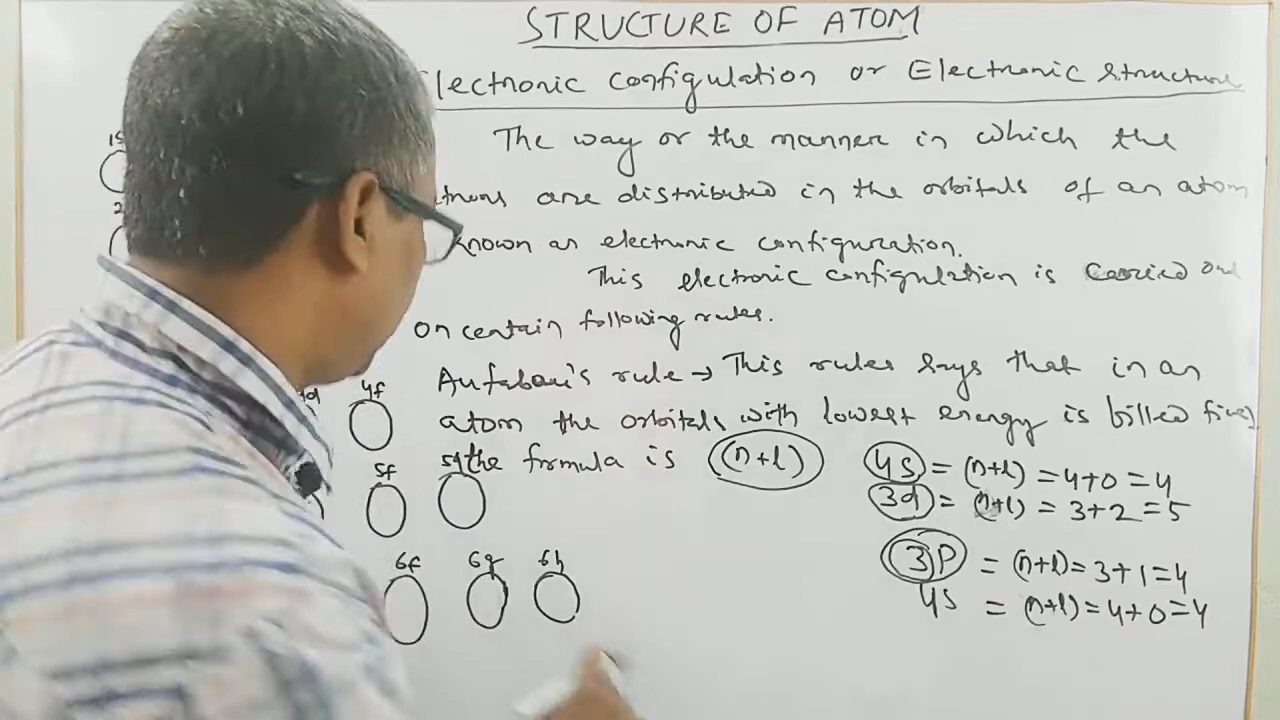 STRUCTURE OF ATOM
lectronic configulation or Electronic structure
The way or the manner in which the
trons are distributed in the orbitals of an atom
known as electronic configuration.
This electronic configulation is carried out
on certain following rules.
rule → This rules says that in an
atom the orbitals with lowest energy is billed
the formula is (n+l)
4s = (n+l) = 4+0 = 4
3d = (n+l) = 3+2 = 5
3p = (n+l) = 3+1 = 4
4s = (n+l) = 4+0 = 4
1s
2
4f
5f
6f 6g 6h